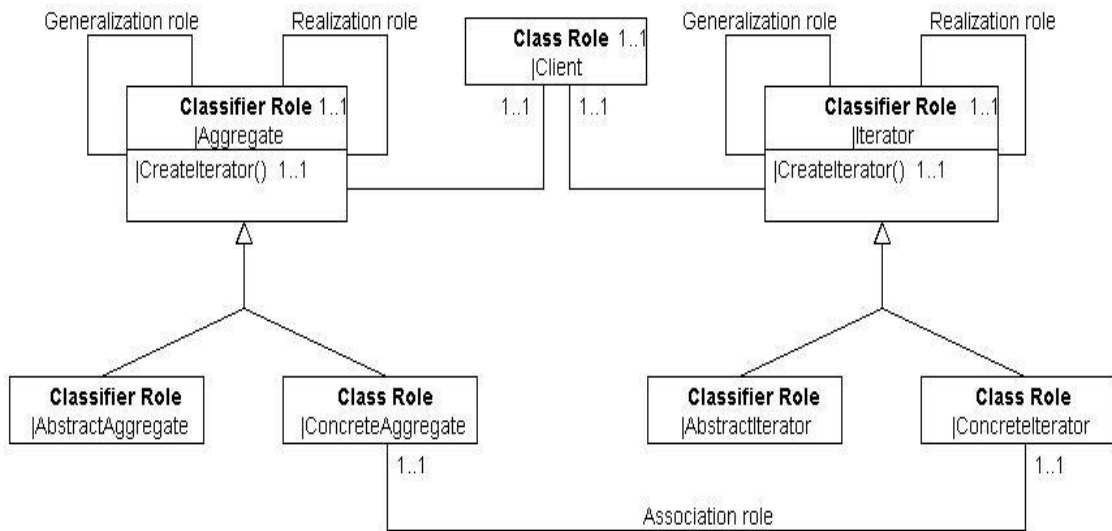 Generalization role
Realization role
Class Role 1..1
|Client
1..1
1..1
Generalization role
Realization role
Classifier Role 1..1
|Aggregate
|CreateIterator() 1..1
Classifier Role 1..1
|Iterator
|CreateIterator() 1..1
Classifier Role
|AbstractAggregate
Class Role
|ConcreteAggregate
1..1
Classifier Role
|AbstractIterator
Class Role
|ConcreteIterator
1..1
Association role